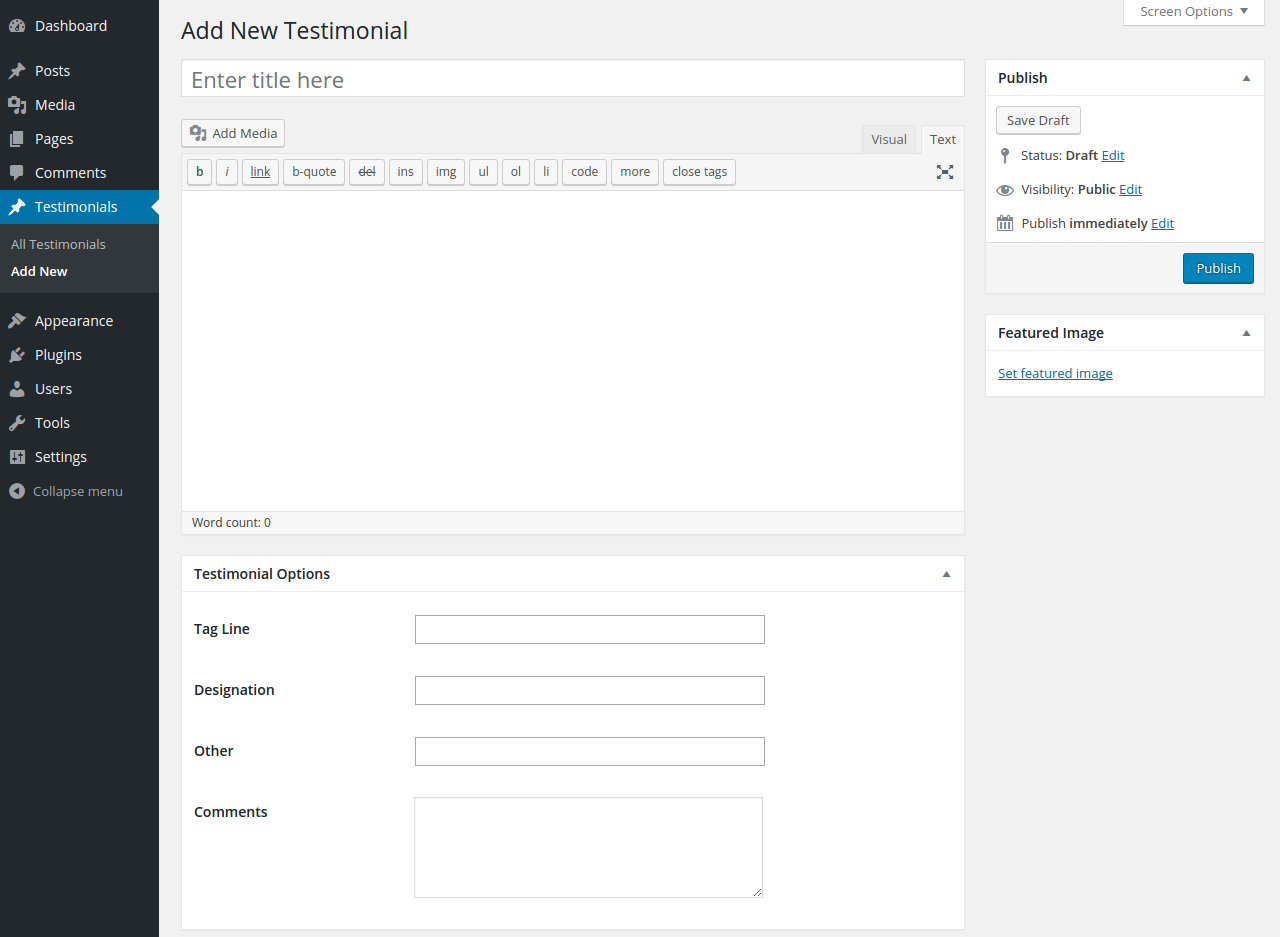 Dashboard
Posts
Media
Pages
Comments
Testimonials
All Testimonials
Add New
Appearance
Plugins
Users
Tools
Settings
Collapse menu
Screen Options
Add New Testimonial
Enter title here
Add Media
Visual Text
b i link b-quote del ins img ul ol li code more close tags
Word count: 0
Testimonial Options
Tag Line
Designation
Other
Comments
Publish
Save Draft
Status: Draft Edit
Visibility: Public Edit
Publish immediately Edit
Publish
Featured Image
Set featured image